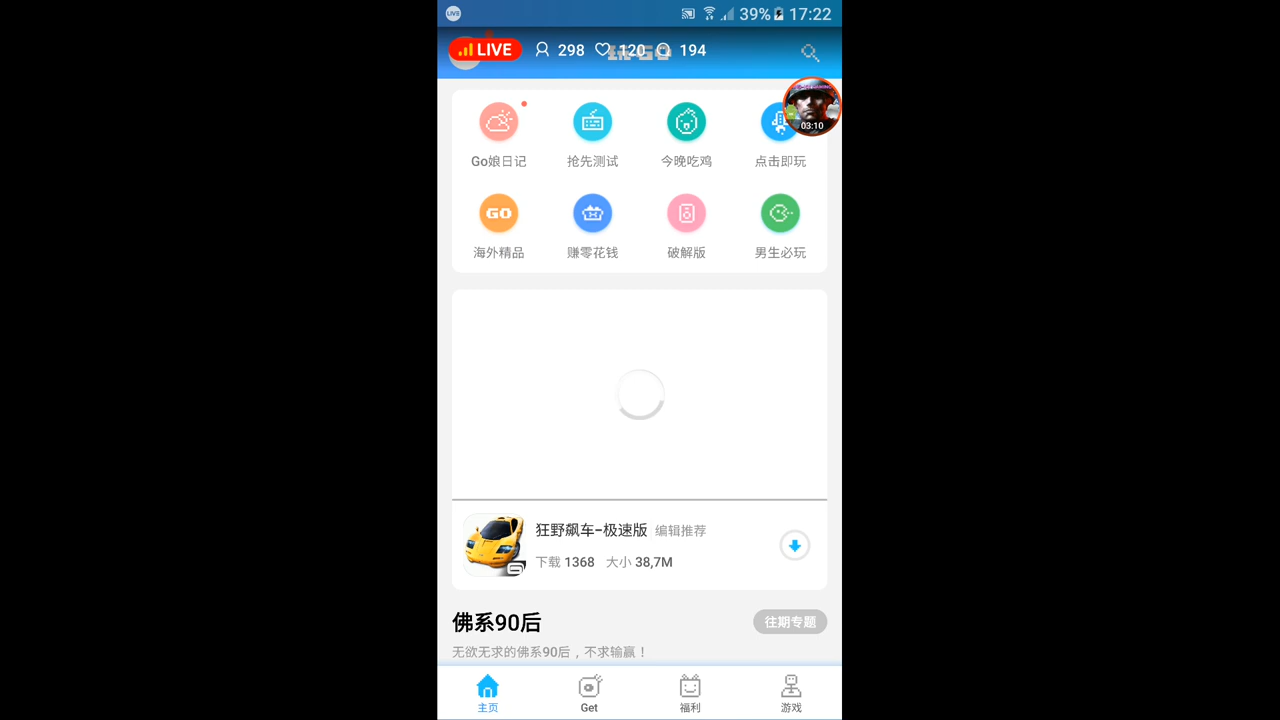 LIVE 39% 17:22
LIVE 298 120 194
03:10
Go娘日记 抢先测试 今晚吃鸡 点击即玩
GO
海外精品 赚零花钱 破解版 男生必玩
狂野飙车-极速版 编辑推荐
下载 1368 大小 38,7M
佛系90后 往期专题
无欲无求的佛系90后，不求输赢！
主页 Get 福利 游戏